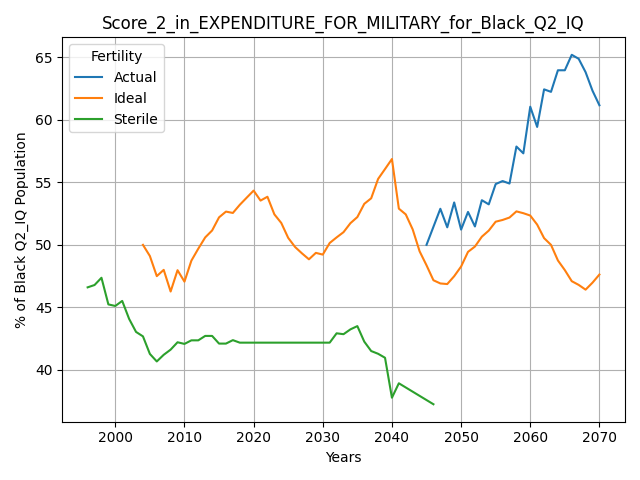 Score_2_in_EXPENDITURE_FOR_MILITARY_for_Black_Q2_IQ
Fertility
Actual
Ideal
Sterile
% of Black Q2_IQ Population
65
60
55
50
45
40
2000 2010 2020 2030 2040 2050 2060 2070
Years